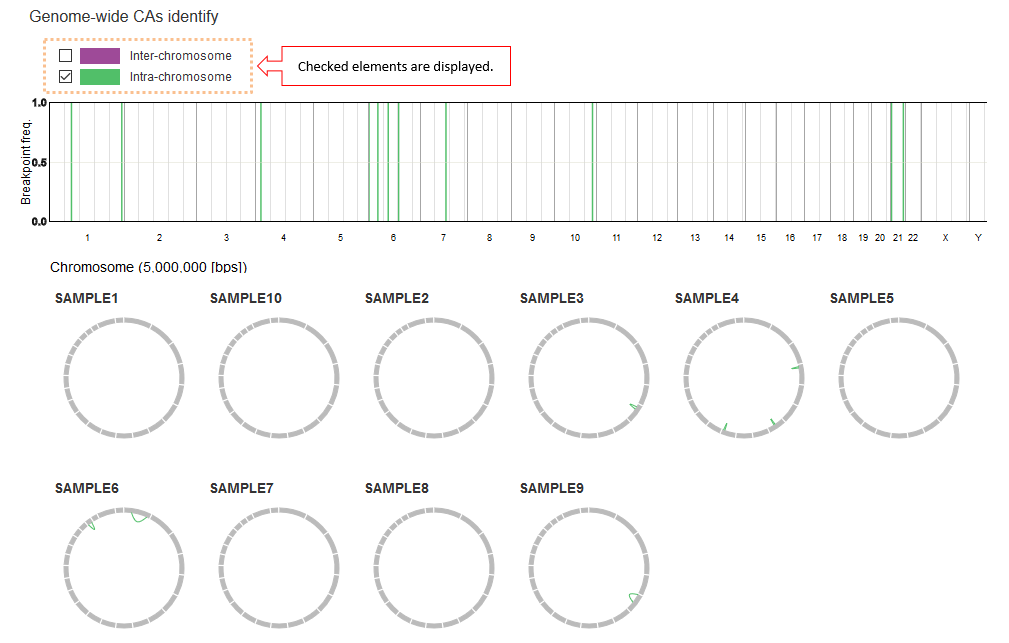 Genome-wide CAs identify
Inter-chromosome
Intra-chromosome
Checked elements are displayed.
Breakpoint freq.
1.0
0.5
0.0
1 2 3 4 5 6 7 8 9 10 11 12 13 14 15 16 17 18 19 20 21 22 X Y
Chromosome (5,000,000 [bps])
SAMPLE1 SAMPLE10 SAMPLE2 SAMPLE3 SAMPLE4 SAMPLE5
SAMPLE6 SAMPLE7 SAMPLE8 SAMPLE9